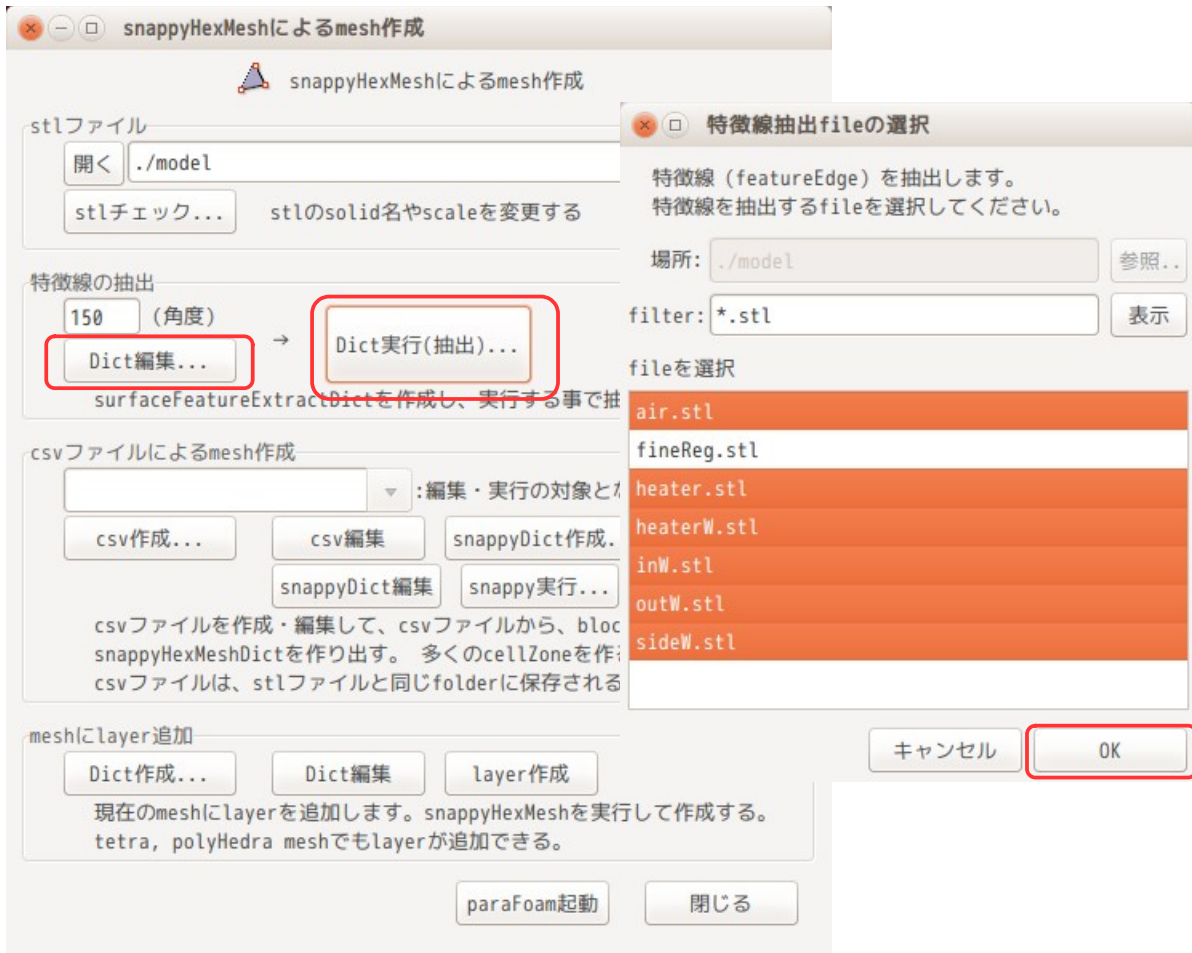 snappyHexMeshによるmesh作成
snappyHexMeshによるmesh作成
stlファイル
開く ./model
stlチェック... stlのsolid名やscaleを変更する
特徴線の抽出
150 (角度)
Dict編集... → Dict実行(抽出)...
surfaceFeatureExtractDictを作成し、実行する事で抽
csvファイルによるmesh作成
:編集・実行の対象とな
csv作成... csv編集 snappyDict作成.
snappyDict編集 snappy実行...
csvファイルを作成・編集して、csvファイルから、bloc
snappyHexMeshDictを作り出す。 多くのcellZoneを作
csvファイルは、stlファイルと同じfolderに保存される
meshにlayer追加
Dict作成... Dict編集 layer作成
現在のmeshにlayerを追加します。snappyHexMeshを実行して作成する。
tetra, polyHedra meshでもlayerが追加できる。
paraFoam起動 閉じる
特徴線抽出fileの選択
特徴線 (featureEdge) を抽出します。
特徴線を抽出するfileを選択してください。
場所: ./model 参照..
filter: *.stl 表示
fileを選択
air.stl
fineReg.stl
heater.stl
heaterW.stl
inW.stl
outW.stl
sideW.stl
キャンセル OK